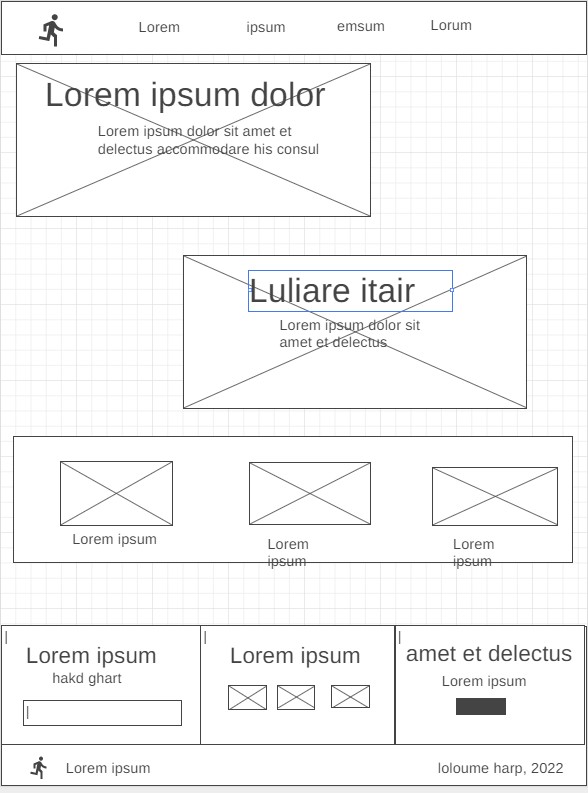 Lorem ipsum emsum Lorum
Lorem ipsum dolor
Lorem ipsum dolor sit amet et
delectus accommodare his consul
Luliare itair
Lorem ipsum dolor sit
amet et delectus
Lorem ipsum
Lorem
ipsum
Lorem
ipsum
Lorem ipsum
hakd ghart
Lorem ipsum
amet et delectus
Lorem ipsum
Lorem ipsum
loloume harp, 2022